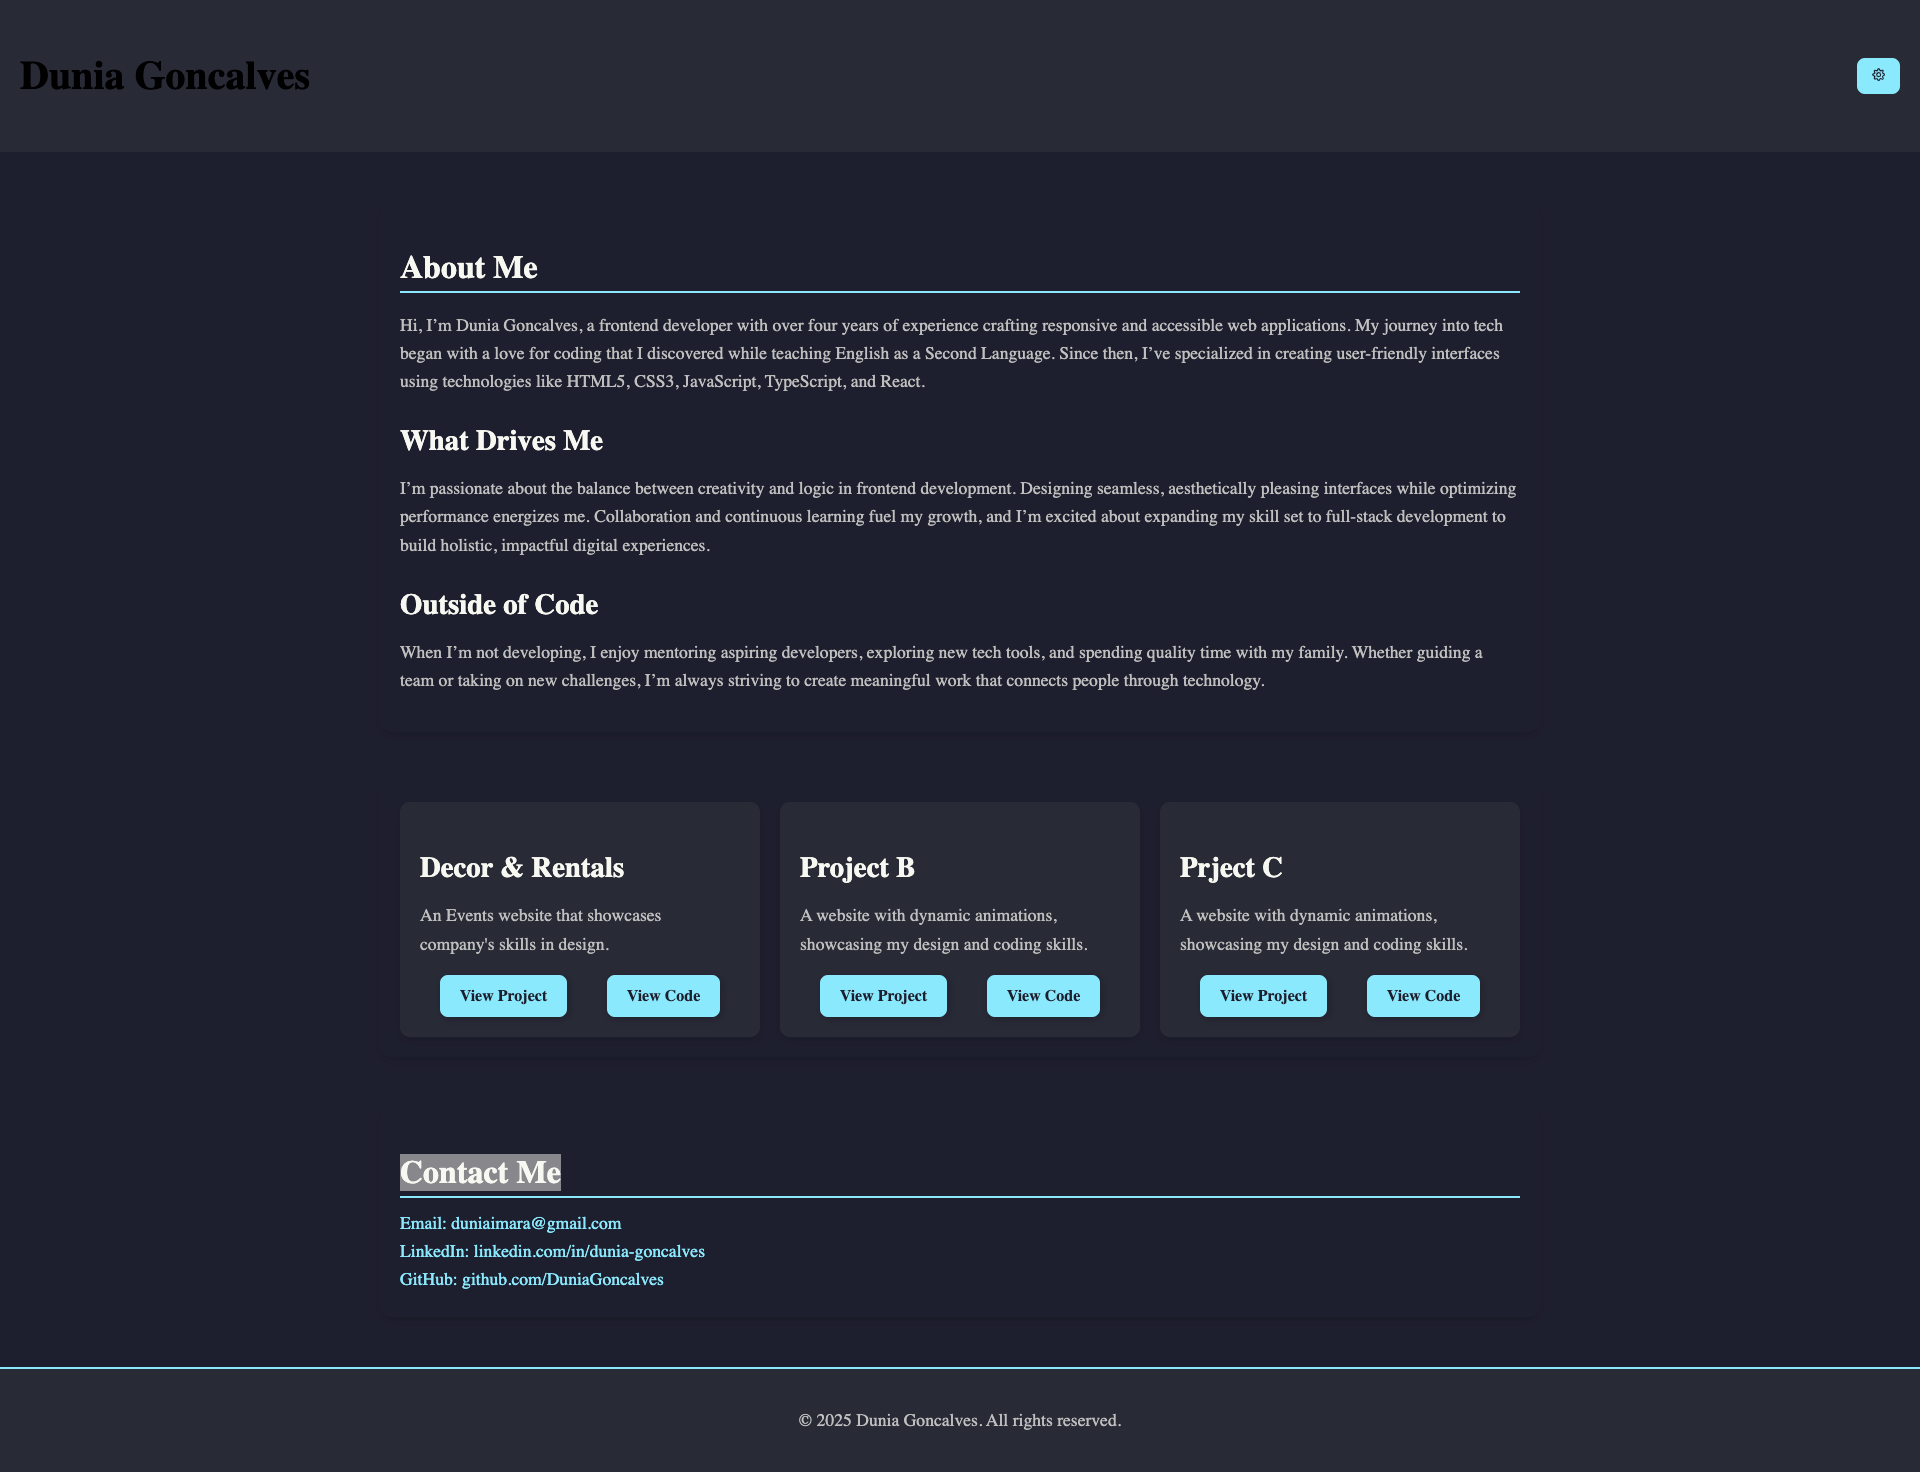 Dunia Goncalves
About Me
Hi, I’m Dunia Goncalves, a frontend developer with over four years of experience crafting responsive and accessible web applications. My journey into tech
began with a love for coding that I discovered while teaching English as a Second Language. Since then, I’ve specialized in creating user-friendly interfaces
using technologies like HTML5, CSS3, JavaScript, TypeScript, and React.
What Drives Me
I’m passionate about the balance between creativity and logic in frontend development. Designing seamless, aesthetically pleasing interfaces while optimizing
performance energizes me. Collaboration and continuous learning fuel my growth, and I’m excited about expanding my skill set to full-stack development to
build holistic, impactful digital experiences.
Outside of Code
When I’m not developing, I enjoy mentoring aspiring developers, exploring new tech tools, and spending quality time with my family. Whether guiding a
team or taking on new challenges, I’m always striving to create meaningful work that connects people through technology.
Decor & Rentals
An Events website that showcases
company's skills in design.
View Project
View Code
Project B
A website with dynamic animations,
showcasing my design and coding skills.
View Project
View Code
Prject C
A website with dynamic animations,
showcasing my design and coding skills.
View Project
View Code
Contact Me
Email: duniaimara@gmail.com
LinkedIn: linkedin.com/in/dunia-goncalves
GitHub: github.com/DuniaGoncalves
© 2025 Dunia Goncalves. All rights reserved.